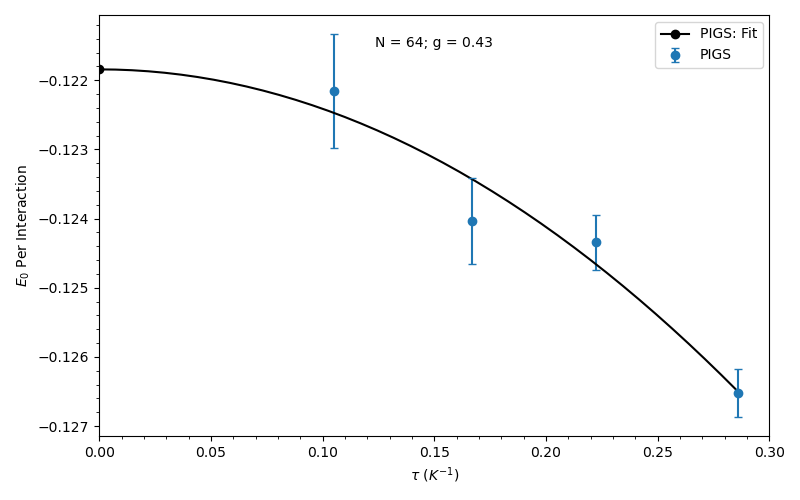 N = 64; g = 0.43
PIGS: Fit
PIGS
−0.122
−0.123
−0.124
−0.125
−0.126
−0.127
E₀ Per Interaction
0.00 0.05 0.10 0.15 0.20 0.25 0.30
τ (K⁻¹)